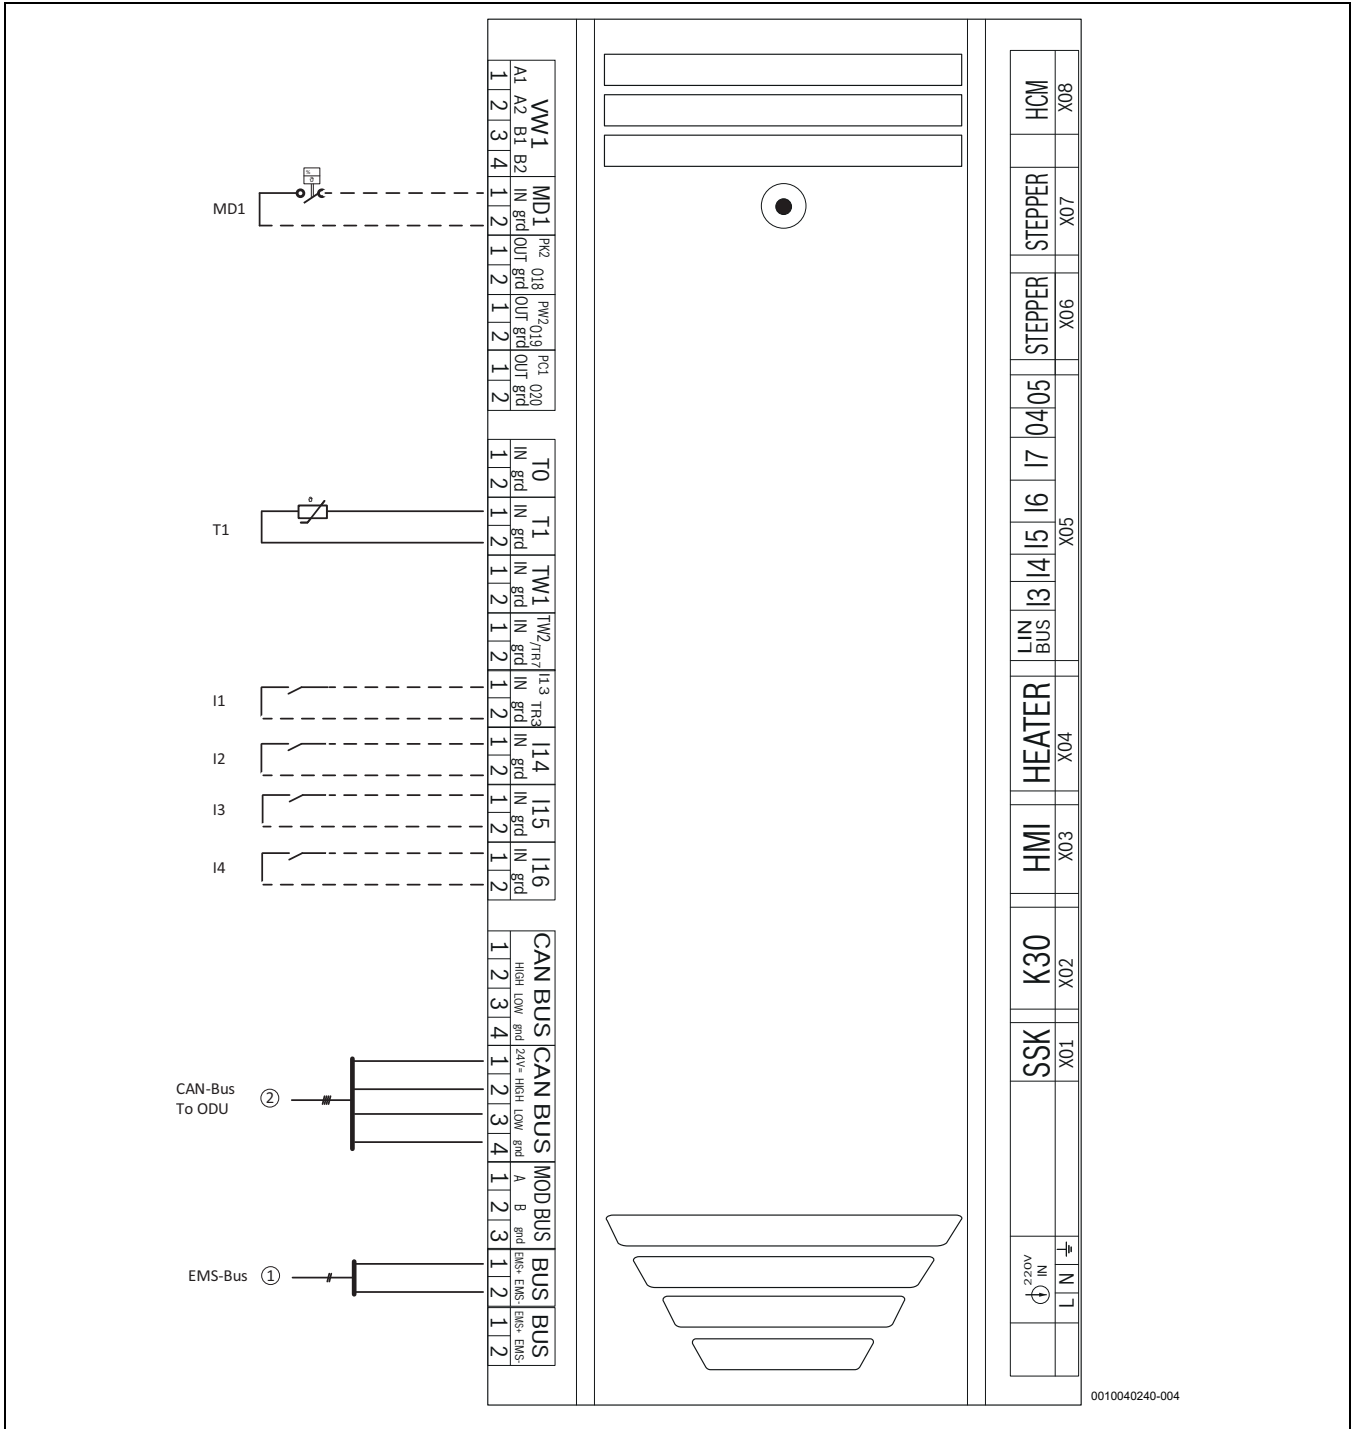 MD1
T1
I1
I2
I3
I4
CAN-Bus
To ODU
2
EMS-Bus 1
1 2 3 4
A1 A2 B1 B2
VW1
1 2
IN grd
MD1
1 2
OUT grd
PK2 O18
1 2
OUT grd
PW2 O19
1 2
OUT grd
PC1 O20
1 2
IN grd
T0
1 2
IN grd
T1
1 2
IN grd
TW1
1 2
IN grd
TW2/TR7
1 2
IN grd
I13 TR3
1 2
IN grd
I14
1 2
IN grd
I15
1 2
IN grd
I16
1 2 3 4
HIGH LOW gnd
CAN BUS
1 2 3 4
24V= HIGH LOW gnd
CAN BUS
1 2 3
A B gnd
MOD BUS
1 2
EMS+ EMS-
BUS
1 2
EMS+ EMS-
BUS
HCM
X08
STEPPER
X07
STEPPER
X06
LIN
BUS
I3 I4 I5 I6 I7 04 05
X05
HEATER
X04
HMI
X03
K30
X02
SSK
X01
220V
IN
L N
0010040240-004